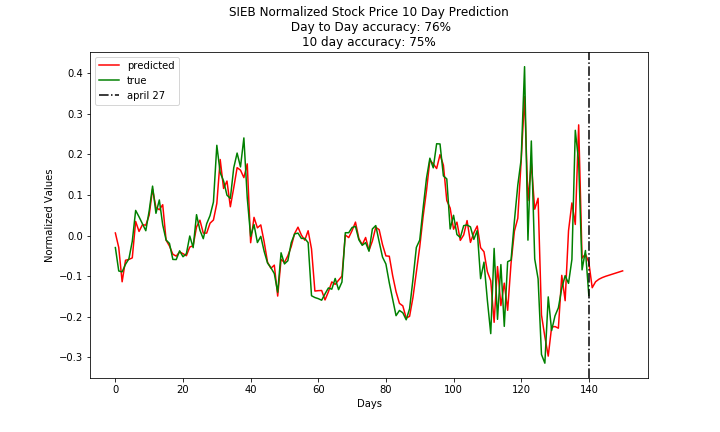 SIEB Normalized Stock Price 10 Day Prediction
Day to Day accuracy: 76%
10 day accuracy: 75%
predicted
true
april 27
Normalized Values
0.4
0.3
0.2
0.1
0.0
−0.1
−0.2
−0.3
0 20 40 60 80 100 120 140
Days